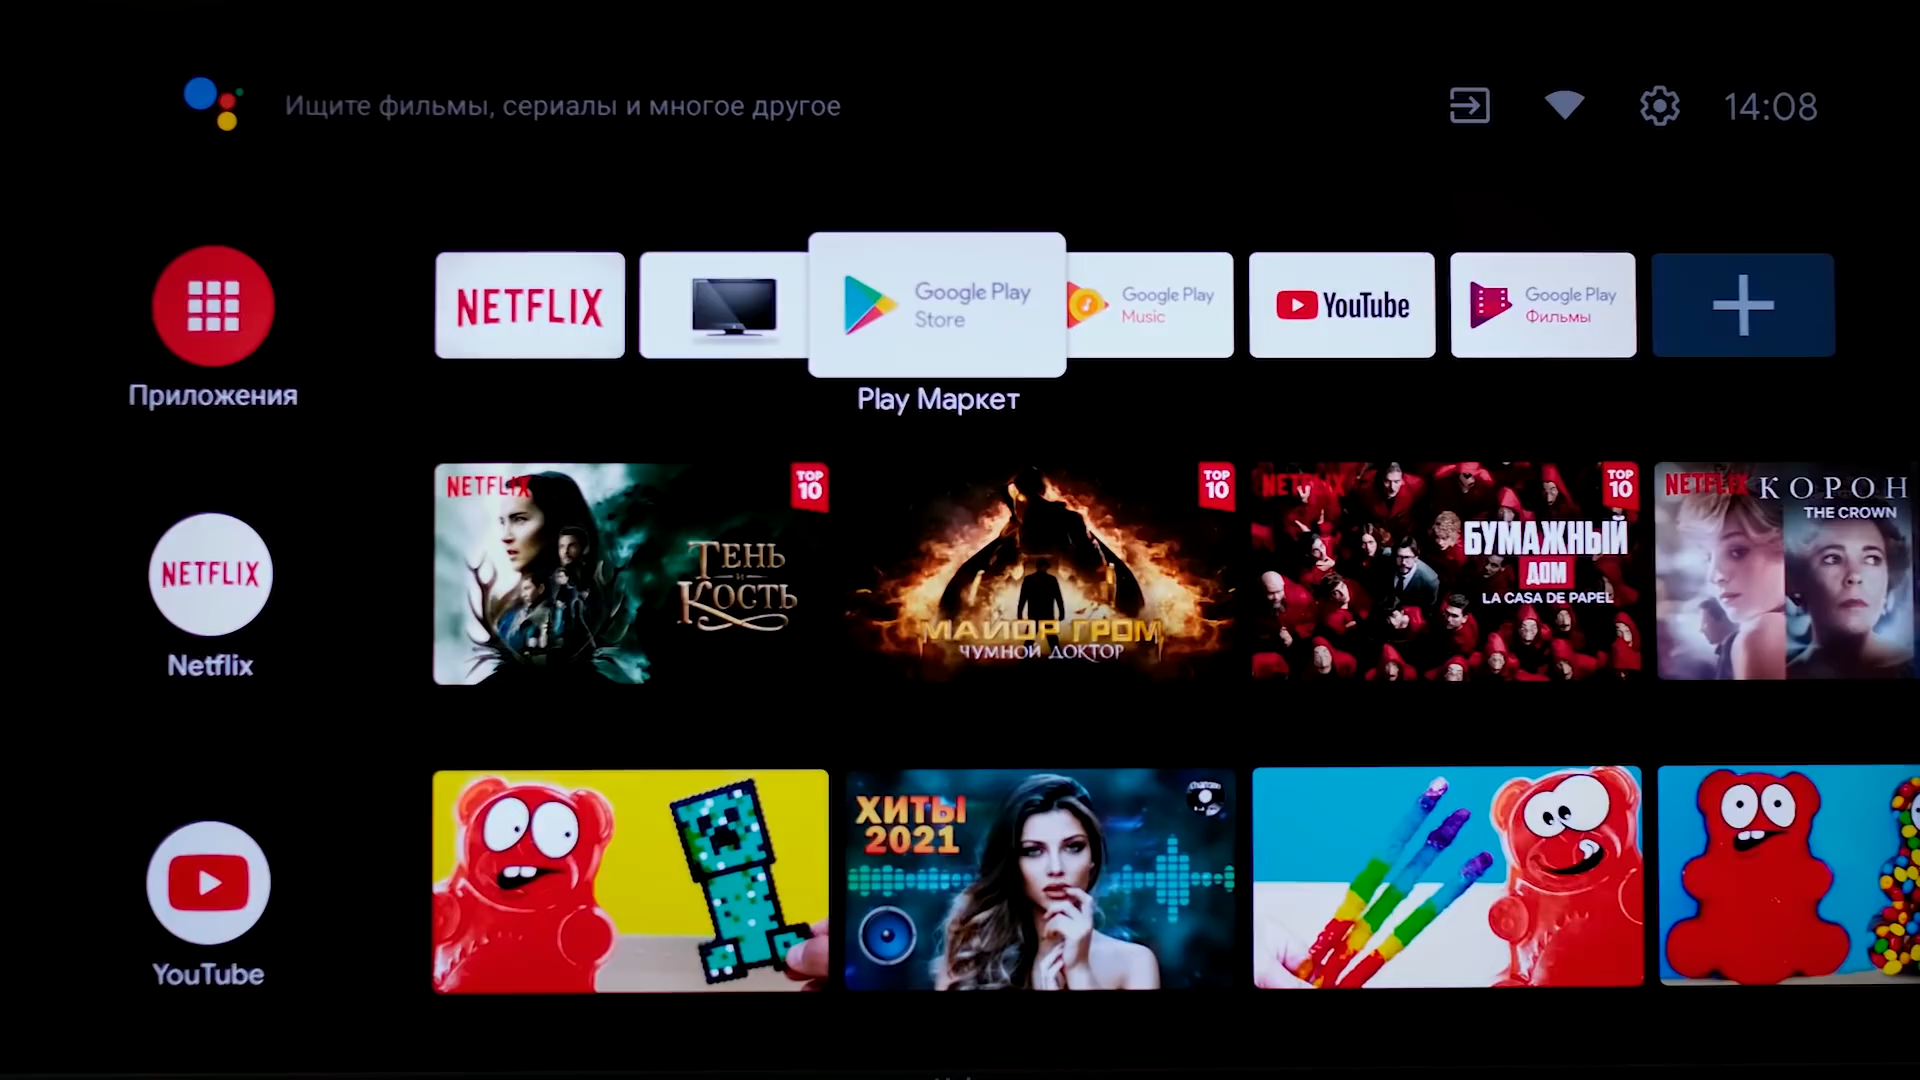 Ищите фильмы, сериалы и многое другое
14:08
NETFLIX
Google Play
Store
Google Play
Music
YouTube
Google Play
Фильмы
Приложения
Play Маркет
NETFLIX
TOP
10
ТЕНЬ
И
КОСТЬ
TOP
10
МАЙОР ГРОМ
ЧУМНОЙ ДОКТОР
NETFLIX
TOP
10
БУМАЖНЫЙ
ДОМ
LA CASA DE PAPEL
NETFLIX
КОРОН
THE CROWN
NETFLIX
Netflix
ХИТЫ
2021
YouTube